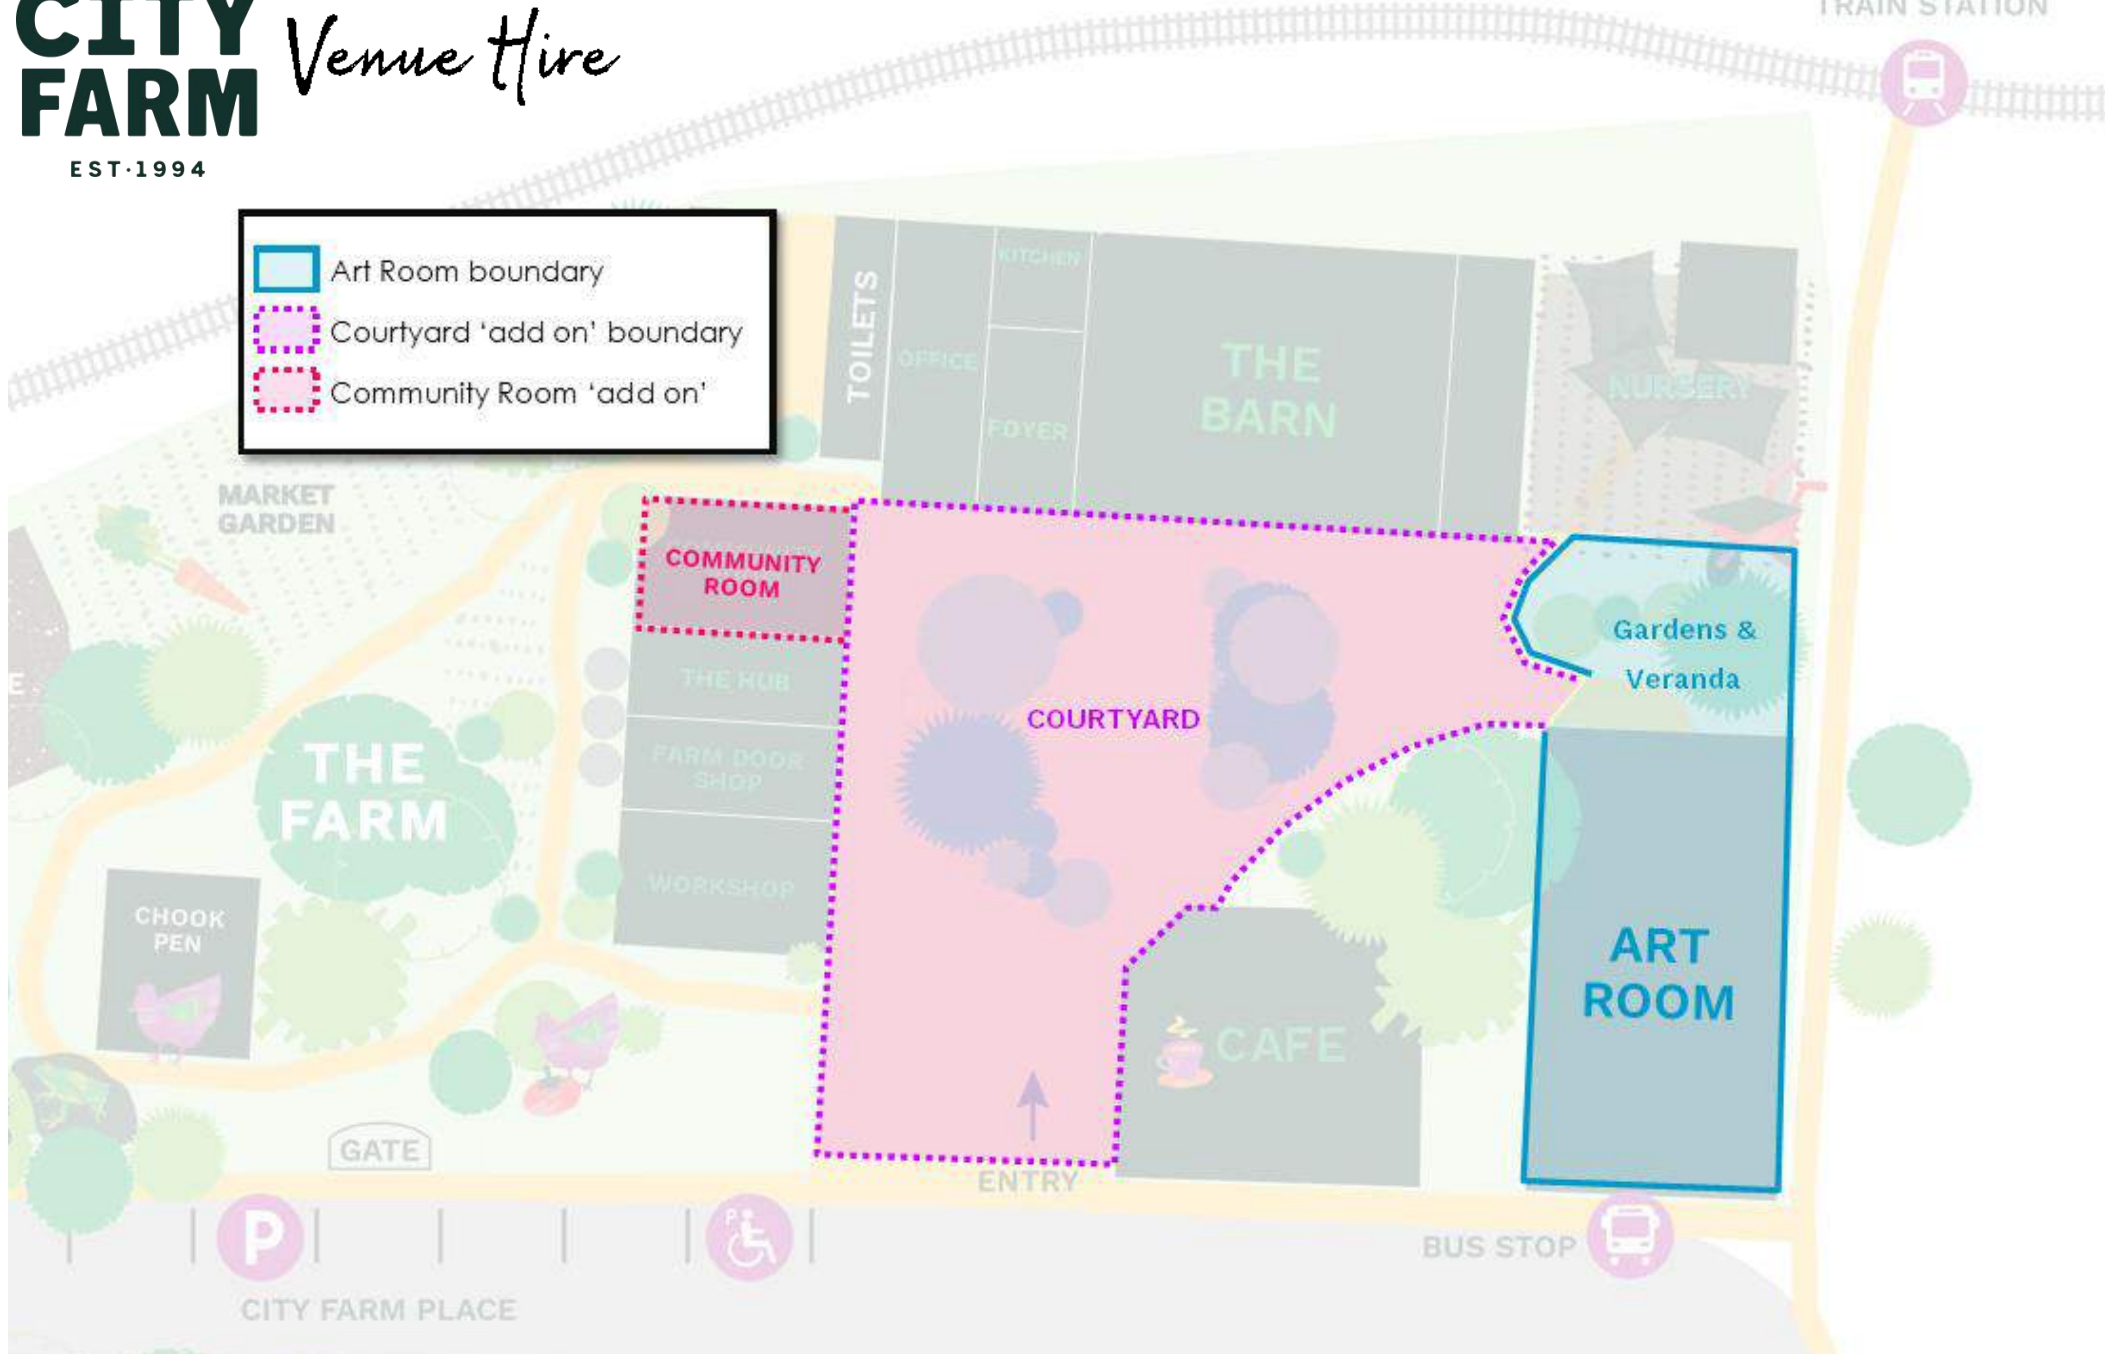 CITY
FARM
EST·1994
Venue Hire
TRAIN STATION
Art Room boundary
Courtyard ‘add on’ boundary
Community Room ‘add on’
TOILETS
OFFICE
KITCHEN
FOYER
THE
BARN
NURSERY
MARKET
GARDEN
COMMUNITY
ROOM
THE HUB
FARM DOOR
SHOP
WORKSHOP
COURTYARD
Gardens &
Veranda
THE
FARM
CHOOK
PEN
ART
ROOM
CAFE
GATE
ENTRY
P
P
BUS STOP
CITY FARM PLACE